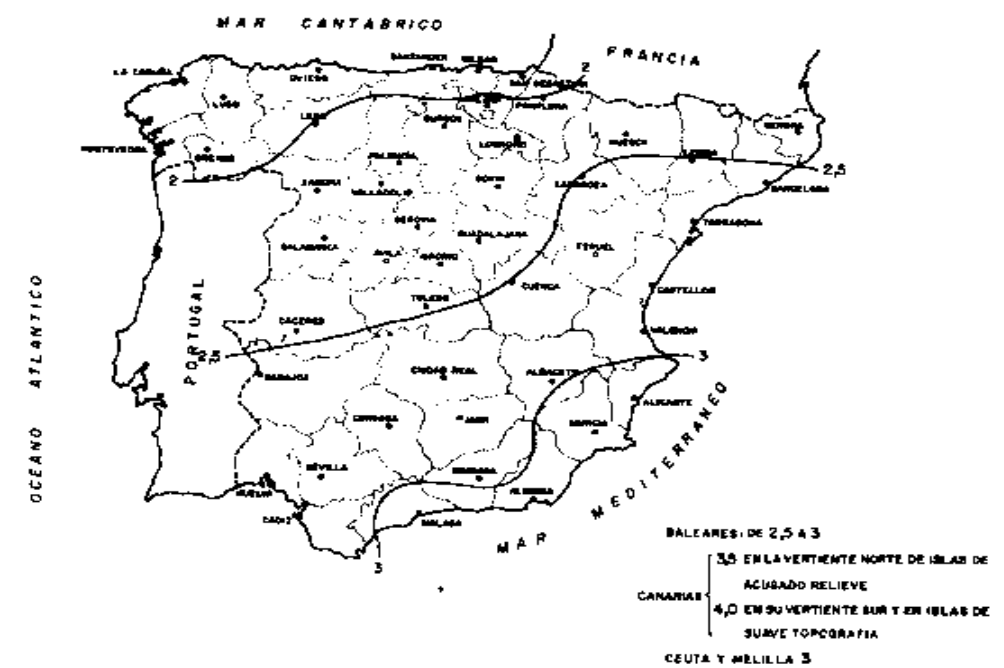 MAR CANTABRICO
FRANCIA
SANTANDER
BILBAO
SAN SEBASTIAN
2
LA CORUÑA
OVIEDO
LUGO
PAMPLONA
LEON
BURGOS
GERONA
PONTEVEDRA
ORENSE
LOGROÑO
HUESCA
LERIDA
PALENCIA
2
2,5
ZAMORA
VALLADOLID
SORIA
ZARAGOZA
BARCELONA
SEGOVIA
TARRAGONA
SALAMANCA
AVILA
GUADALAJARA
TERUEL
MADRID
OCEANO ATLANTICO
PORTUGAL
TOLEDO
CUENCA
CASTELLON
CACERES
VALENCIA
2,5
3
BADAJOZ
CIUDAD REAL
ALBACETE
ALICANTE
CORDOBA
JAEN
MURCIA
SEVILLA
GRANADA
HUELVA
ALMERIA
CADIZ
MALAGA
MAR MEDITERRANEO
3
BALEARES: DE 2,5 A 3
CANARIAS
3,5 EN LA VERTIENTE NORTE DE ISLAS DE
ACUSADO RELIEVE
4,0 EN SU VERTIENTE SUR Y EN ISLAS DE
SUAVE TOPOGRAFIA
CEUTA Y MELILLA 3